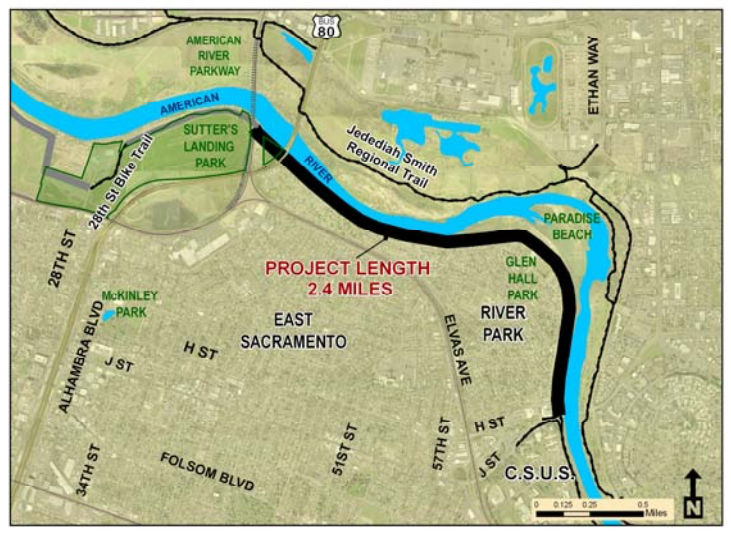 BUS
80
AMERICAN
RIVER
PARKWAY
ETHAN WAY
AMERICAN
RIVER
SUTTER'S
LANDING
PARK
28th St Bike Trail
Jedediah Smith
Regional Trail
PARADISE
BEACH
28TH ST
PROJECT LENGTH
2.4 MILES
GLEN
HALL
PARK
McKINLEY
PARK
EAST
SACRAMENTO
RIVER
PARK
ALHAMBRA BLVD
H ST
J ST
ELVAS AVE
34TH ST
FOLSOM BLVD
51ST ST
57TH ST
H ST
J ST
C.S.U.S.
0 0.125 0.25 0.5
Miles
N